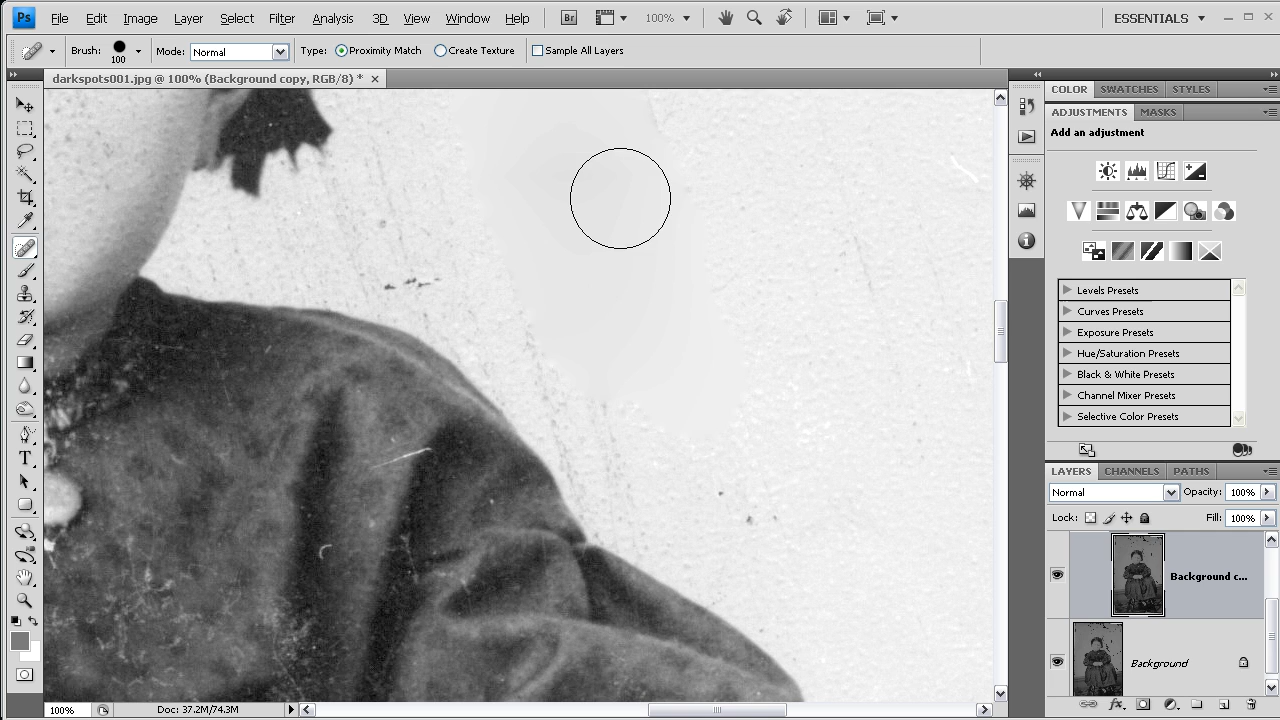 Ps File Edit Image Layer Select Filter Analysis 3D View Window Help Br 100% ESSENTIALS
Brush: 100 Mode: Normal Type: Proximity Match Create Texture Sample All Layers
darkspots001.jpg @ 100% (Background copy, RGB/8) *
COLOR SWATCHES STYLES
ADJUSTMENTS MASKS
Add an adjustment
Levels Presets
Curves Presets
Exposure Presets
Hue/Saturation Presets
Black & White Presets
Channel Mixer Presets
Selective Color Presets
LAYERS CHANNELS PATHS
Normal Opacity: 100%
Lock: Fill: 100%
Background c...
Background
100% Doc: 37.2M/74.3M